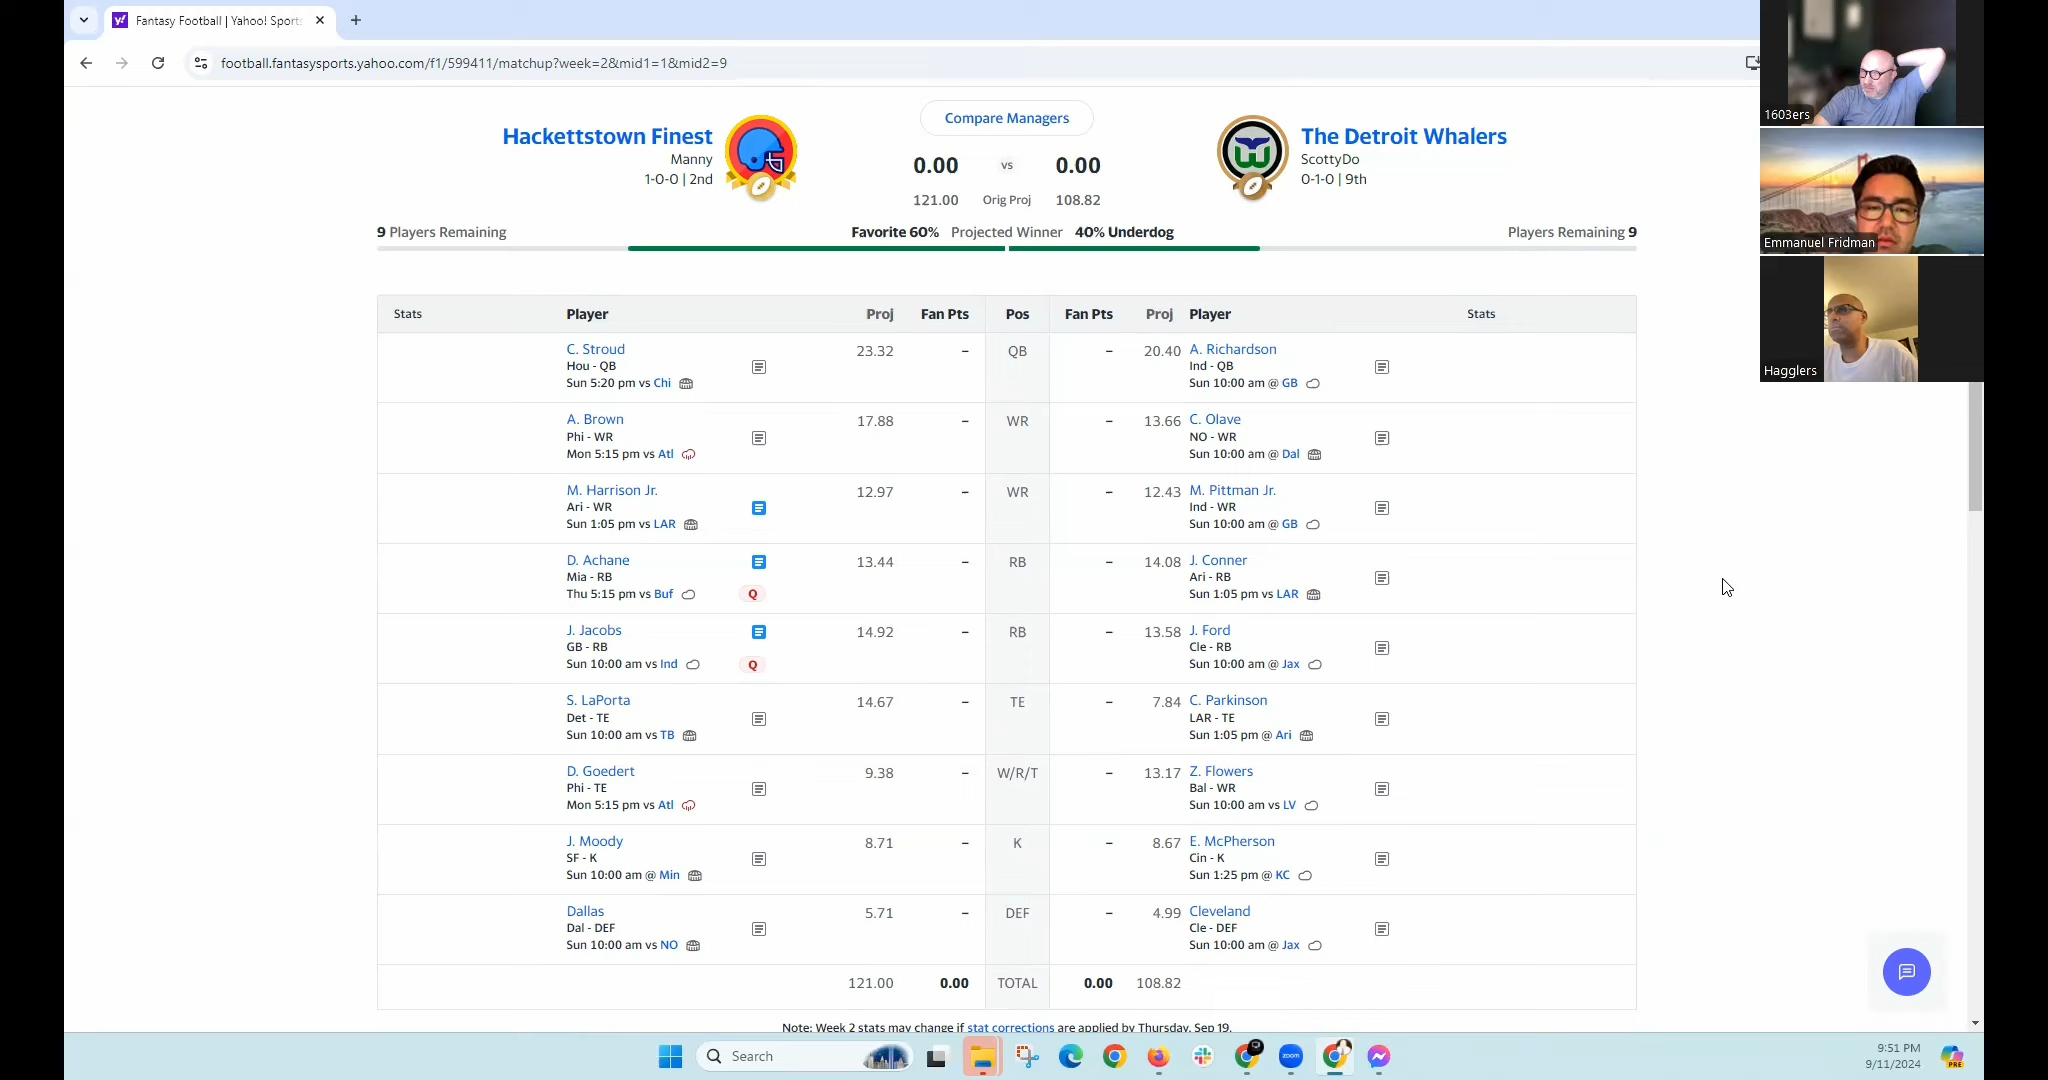 Fantasy Football | Yahoo! Sports
football.fantasysports.yahoo.com/f1/599411/matchup?week=2&mid1=1&mid2=9
Compare Managers
Hackettstown Finest
Manny
1-0-0 | 2nd
0.00 vs 0.00
121.00 Orig Proj 108.82
The Detroit Whalers
ScottyDo
0-1-0 | 9th
9 Players Remaining Favorite 60% Projected Winner 40% Underdog Players Remaining 9
Stats Player Proj Fan Pts Pos Fan Pts Proj Player Stats
C. Stroud 23.32 – QB – 20.40 A. Richardson
Hou - QB Ind - QB
Sun 5:20 pm vs Chi Sun 10:00 am @ GB
A. Brown 17.88 – WR – 13.66 C. Olave
Phi - WR NO - WR
Mon 5:15 pm vs Atl Sun 10:00 am @ Dal
M. Harrison Jr. 12.97 – WR – 12.43 M. Pittman Jr.
Ari - WR Ind - WR
Sun 1:05 pm vs LAR Sun 10:00 am @ GB
D. Achane 13.44 – RB – 14.08 J. Conner
Mia - RB Ari - RB
Thu 5:15 pm vs Buf Q Sun 1:05 pm vs LAR
J. Jacobs 14.92 – RB – 13.58 J. Ford
GB - RB Cle - RB
Sun 10:00 am vs Ind Q Sun 10:00 am @ Jax
S. LaPorta 14.67 – TE – 7.84 C. Parkinson
Det - TE LAR - TE
Sun 10:00 am vs TB Sun 1:05 pm @ Ari
D. Goedert 9.38 – W/R/T – 13.17 Z. Flowers
Phi - TE Bal - WR
Mon 5:15 pm vs Atl Sun 10:00 am vs LV
J. Moody 8.71 – K – 8.67 E. McPherson
SF - K Cin - K
Sun 10:00 am @ Min Sun 1:25 pm @ KC
Dallas 5.71 – DEF – 4.99 Cleveland
Dal - DEF Cle - DEF
Sun 10:00 am vs NO Sun 10:00 am @ Jax
121.00 0.00 TOTAL 0.00 108.82
Note: Week 2 stats may change if stat corrections are applied by Thursday, Sep 19.
1603ers
Emmanuel Fridman
Hagglers
Search
zoom
9:51 PM
9/11/2024
PRE